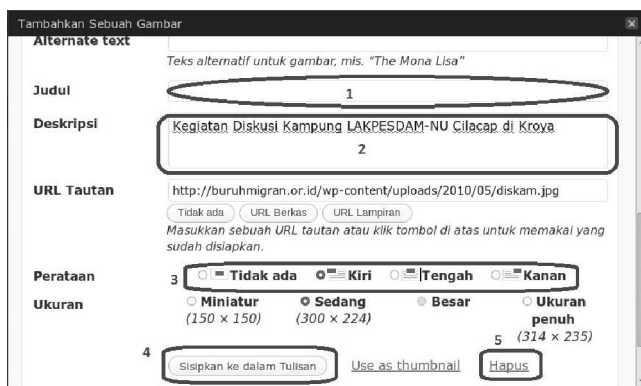 Tambahkan Sebuah Gambar
Alternate text
Teks alternatif untuk gambar, mis. "The Mona Lisa"
Judul
1
Deskripsi
Kegiatan Diskusi Kampung LAKPESDAM-NU Cilacap di Kroya
2
URL Tautan
http://buruhmigran.or.id/wp-content/uploads/2010/05/diskam.jpg
Tidak ada URL Berkas URL Lampiran
Masukkan sebuah URL tautan atau klik tombol di atas untuk memakai yang
sudah disiapkan.
Perataan 3 Tidak ada Kiri Tengah Kanan
Ukuran Miniatur Sedang Besar Ukuran
penuh
(150 × 150) (300 × 224) (314 × 235)
4 5
Sisipkan ke dalam Tulisan Use as thumbnail Hapus